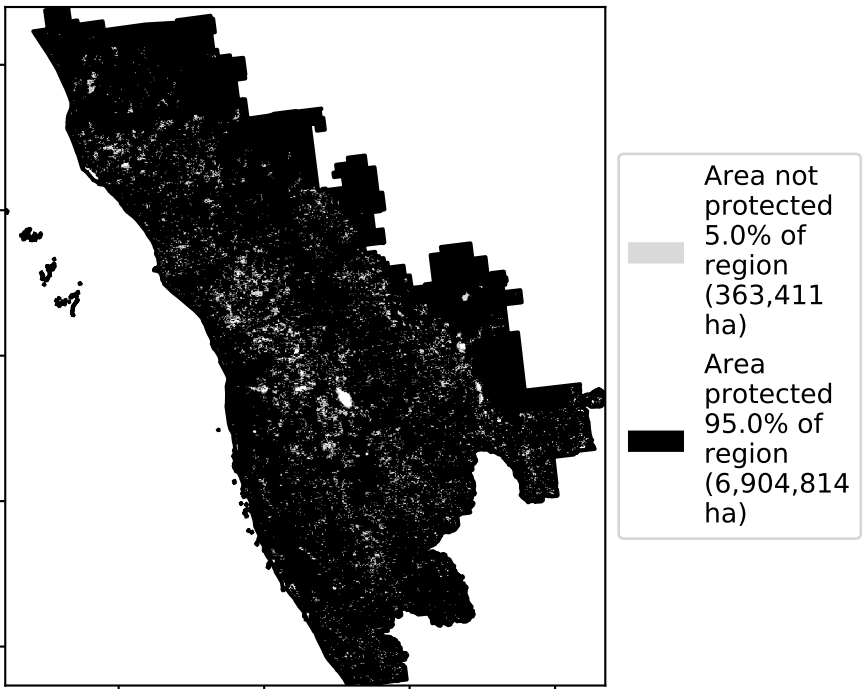 Area not
protected
5.0% of
region
(363,411
ha)
Area
protected
95.0% of
region
(6,904,814
ha)